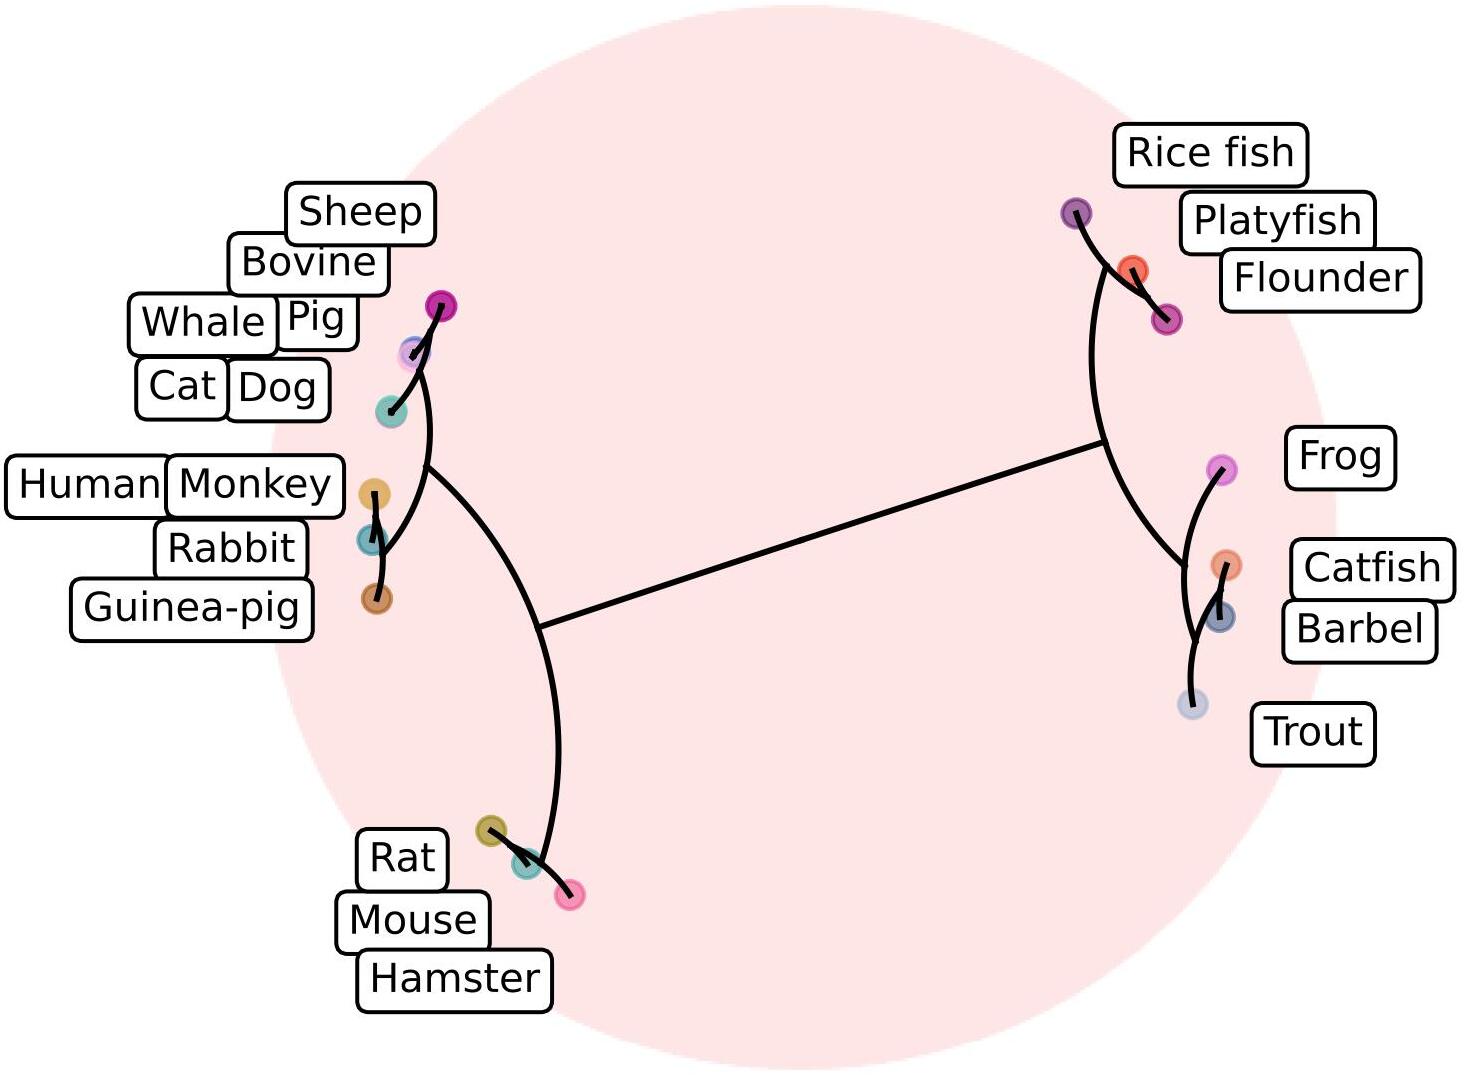 Rice fish
Sheep
Platyfish
Bovine
Flounder
Whale
Pig
Cat
Dog
Frog
Human
Monkey
Rabbit
Catfish
Guinea-pig
Barbel
Trout
Rat
Mouse
Hamster